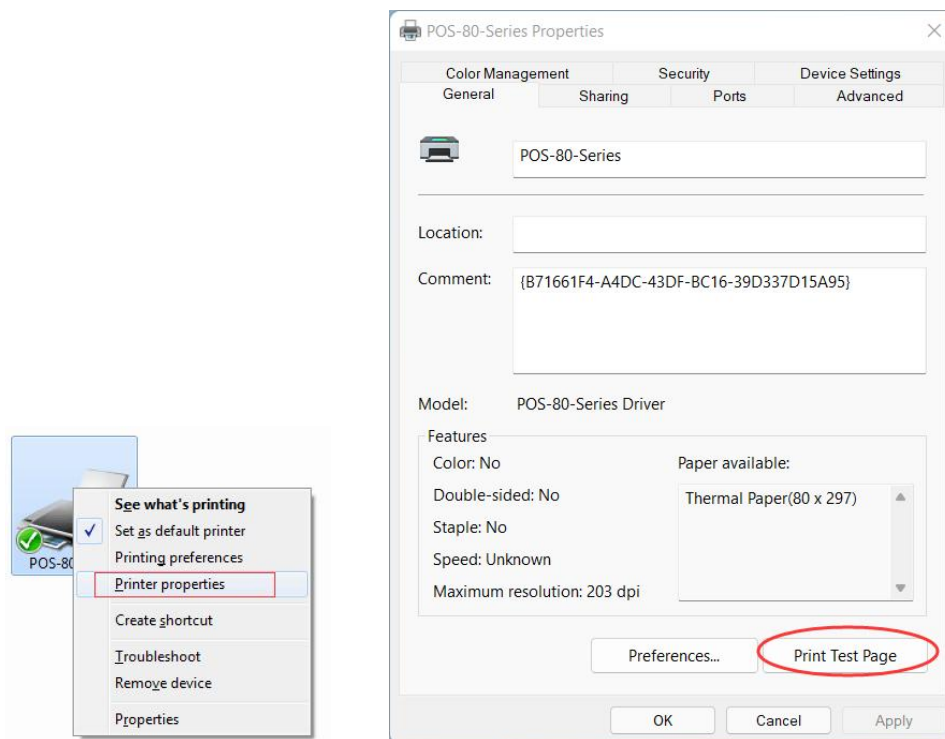 POS-80
See what's printing
Set as default printer
Printing preferences
Printer properties
Create shortcut
Troubleshoot
Remove device
Properties
POS-80-Series Properties
Color Management Security Device Settings
General Sharing Ports Advanced
POS-80-Series
Location:
Comment: {B71661F4-A4DC-43DF-BC16-39D337D15A95}
Model: POS-80-Series Driver
Features
Color: No Paper available:
Double-sided: No Thermal Paper(80 x 297)
Staple: No
Speed: Unknown
Maximum resolution: 203 dpi
Preferences... Print Test Page
OK Cancel Apply